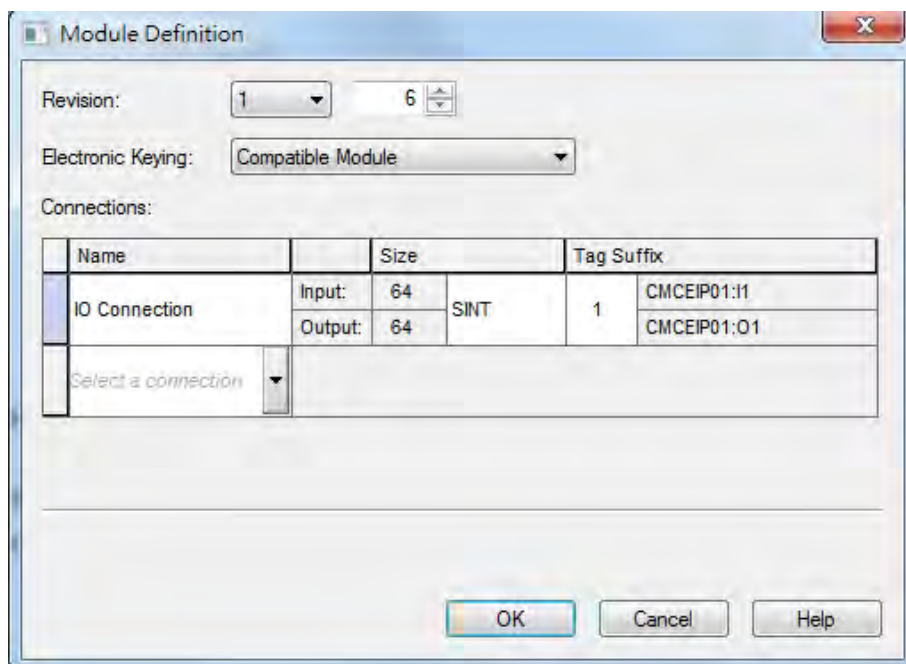 Module Definition
Revision: 1 6
Electronic Keying: Compatible Module
Connections:
Name Size Tag Suffix
IO Connection Input: 64 SINT 1 CMCEIP01:I1
Output: 64 CMCEIP01:O1
Select a connection
OK Cancel Help